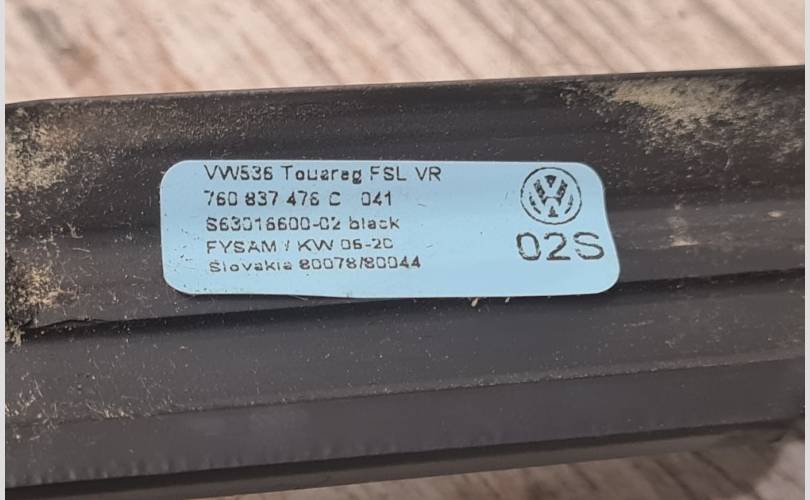 VW536 Touareg FSL VR
760 837 476 C 041
S63016600-02 black
FYSAM / KW 06-20
Slovakia 80078/80044
02S